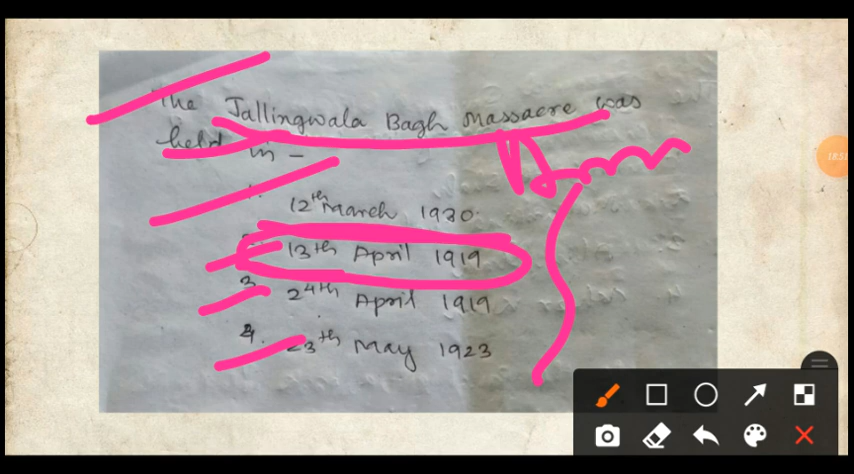 The Jallingwala Bagh Massacre was
held in -
1. 12th March 1930.
2. 13th April 1919
3. 24th April 1919
4. 23th May 1923